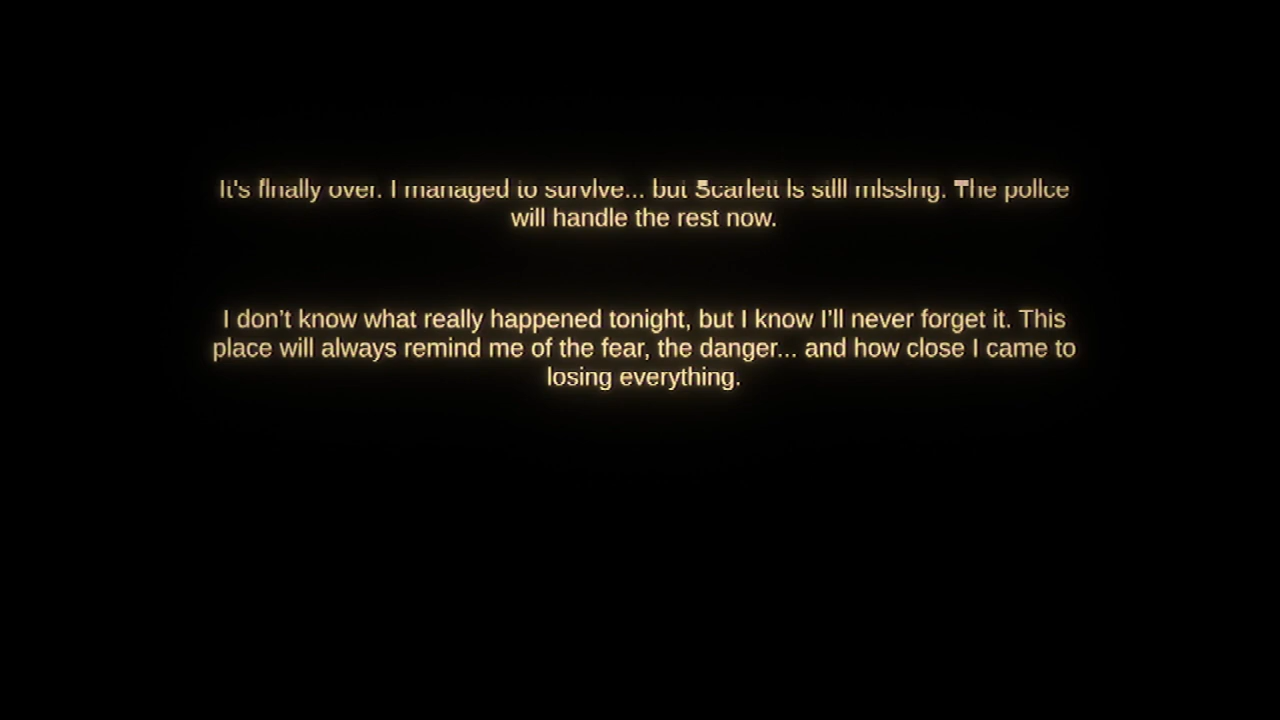 It's finally over. I managed to survive... but Scarlett is still missing. The police
will handle the rest now.
I don’t know what really happened tonight, but I know I’ll never forget it. This
place will always remind me of the fear, the danger... and how close I came to
losing everything.